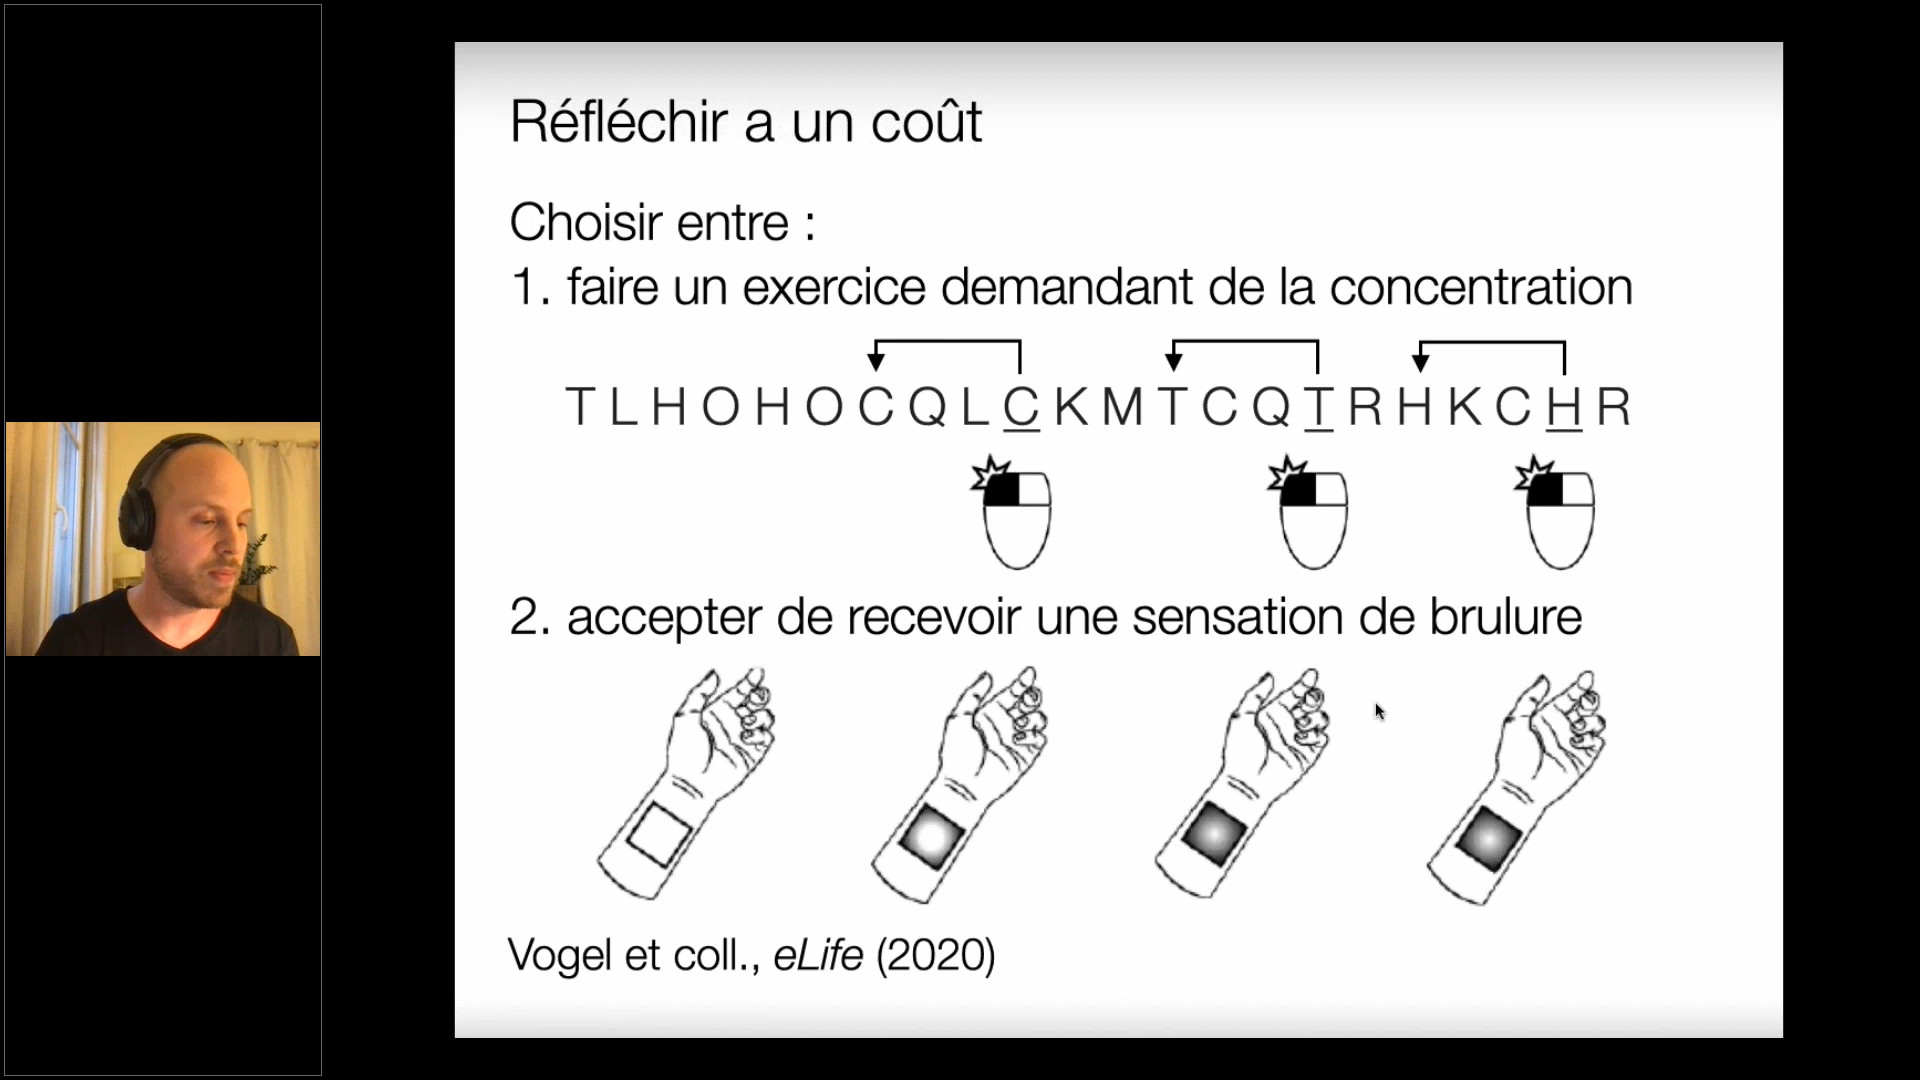 Réfléchir a un coût
Choisir entre :
1. faire un exercice demandant de la concentration
T L H O H O C Q L C K M T C Q T R H K C H R
2. accepter de recevoir une sensation de brulure
Vogel et coll., eLife (2020)